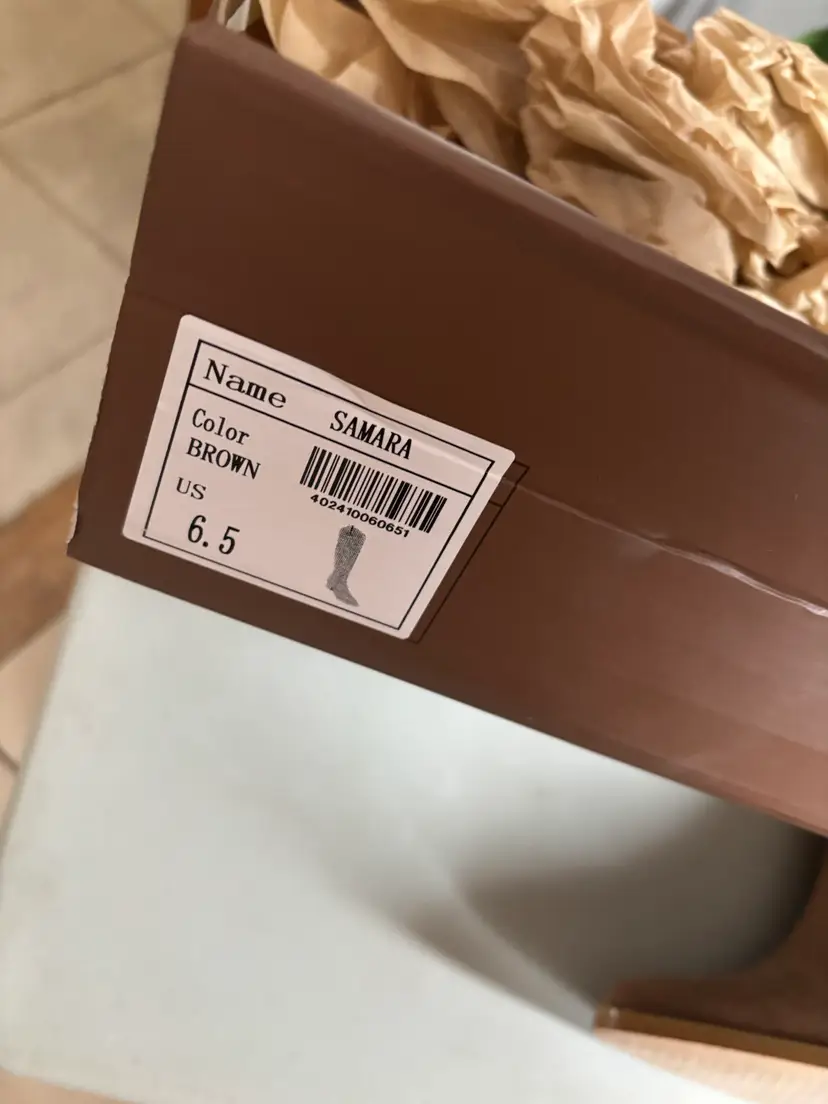 Name SAMARA
Color
BROWN
US
6.5
402410060651